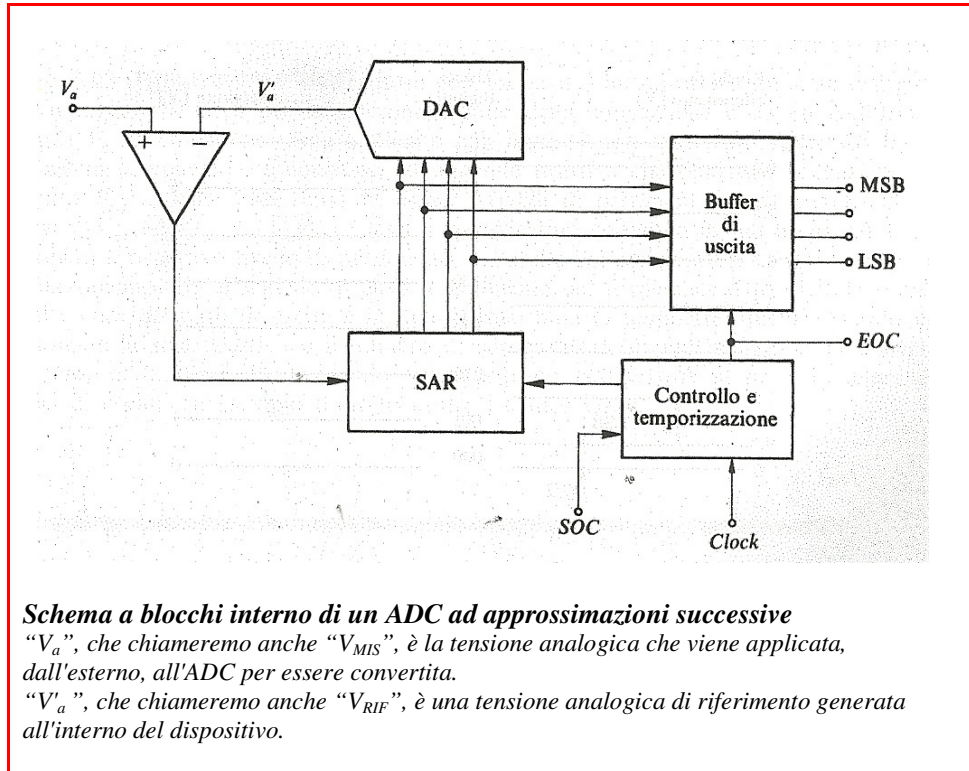 Va
V'a
DAC
+
−
MSB
Buffer
di
uscita
LSB
EOC
SAR
Controllo e
temporizzazione
SOC
Clock
Schema a blocchi interno di un ADC ad approssimazioni successive
“Va”, che chiameremo anche “VMIS”, è la tensione analogica che viene applicata,
dall'esterno, all'ADC per essere convertita.
“V'a ”, che chiameremo anche “VRIF”, è una tensione analogica di riferimento generata
all'interno del dispositivo.